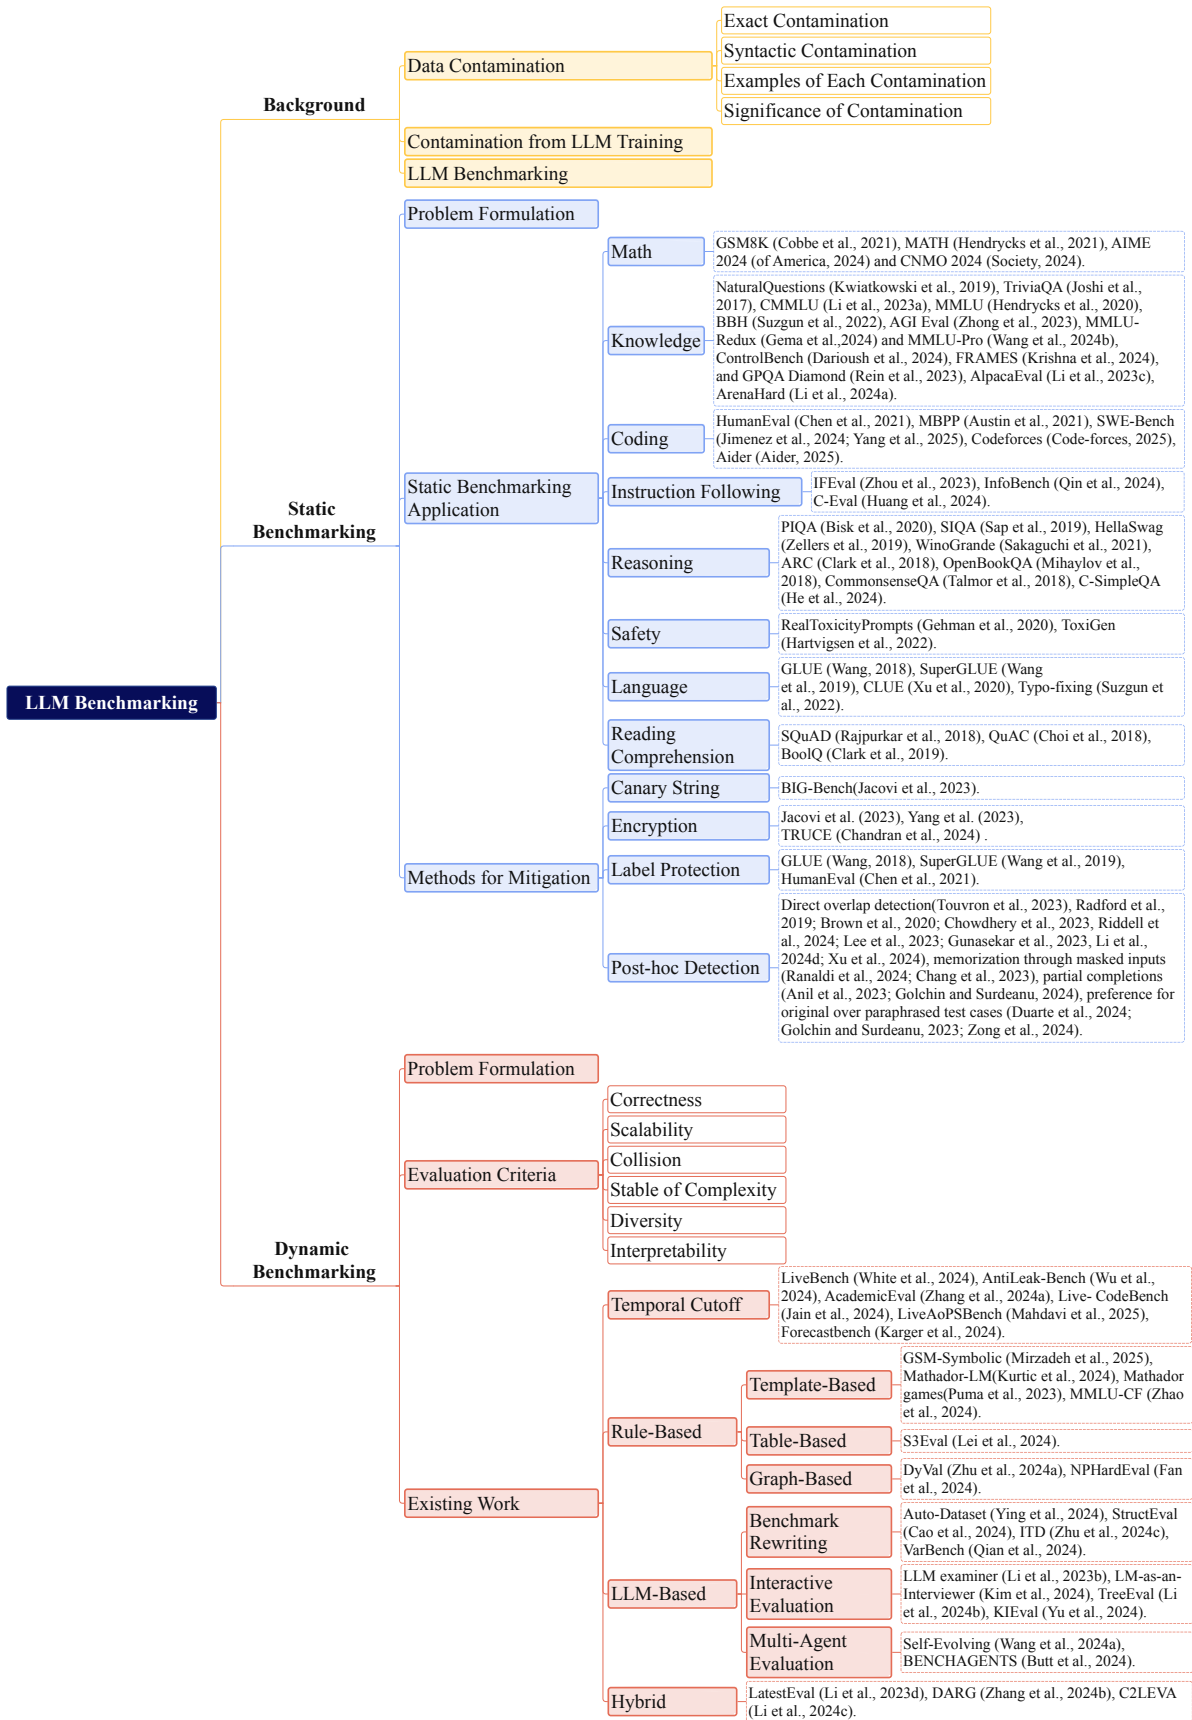 LLM Benchmarking
Background
Data Contamination
Exact Contamination
Syntactic Contamination
Examples of Each Contamination
Significance of Contamination
Contamination from LLM Training
LLM Benchmarking
Static
Benchmarking
Problem Formulation
Static Benchmarking
Application
Math
GSM8K (Cobbe et al., 2021), MATH (Hendrycks et al., 2021), AIME
2024 (of America, 2024) and CNMO 2024 (Society, 2024).
Knowledge
NaturalQuestions (Kwiatkowski et al., 2019), TriviaQA (Joshi et al.,
2017), CMMLU (Li et al., 2023a), MMLU (Hendrycks et al., 2020),
BBH (Suzgun et al., 2022), AGI Eval (Zhong et al., 2023), MMLU-
Redux (Gema et al.,2024) and MMLU-Pro (Wang et al., 2024b),
ControlBench (Darioush et al., 2024), FRAMES (Krishna et al., 2024),
and GPQA Diamond (Rein et al., 2023), AlpacaEval (Li et al., 2023c),
ArenaHard (Li et al., 2024a).
Coding
HumanEval (Chen et al., 2021), MBPP (Austin et al., 2021), SWE-Bench
(Jimenez et al., 2024; Yang et al., 2025), Codeforces (Code-forces, 2025),
Aider (Aider, 2025).
Instruction Following
IFEval (Zhou et al., 2023), InfoBench (Qin et al., 2024),
C-Eval (Huang et al., 2024).
Reasoning
PIQA (Bisk et al., 2020), SIQA (Sap et al., 2019), HellaSwag
(Zellers et al., 2019), WinoGrande (Sakaguchi et al., 2021),
ARC (Clark et al., 2018), OpenBookQA (Mihaylov et al.,
2018), CommonsenseQA (Talmor et al., 2018), C-SimpleQA
(He et al., 2024).
Safety
RealToxicityPrompts (Gehman et al., 2020), ToxiGen
(Hartvigsen et al., 2022).
Language
GLUE (Wang, 2018), SuperGLUE (Wang
et al., 2019), CLUE (Xu et al., 2020), Typo-fixing (Suzgun et
al., 2022).
Reading
Comprehension
SQuAD (Rajpurkar et al., 2018), QuAC (Choi et al., 2018),
BoolQ (Clark et al., 2019).
Methods for Mitigation
Canary String
BIG-Bench(Jacovi et al., 2023).
Encryption
Jacovi et al. (2023), Yang et al. (2023),
TRUCE (Chandran et al., 2024) .
Label Protection
GLUE (Wang, 2018), SuperGLUE (Wang et al., 2019),
HumanEval (Chen et al., 2021).
Post-hoc Detection
Direct overlap detection(Touvron et al., 2023), Radford et al.,
2019; Brown et al., 2020; Chowdhery et al., 2023, Riddell et
al., 2024; Lee et al., 2023; Gunasekar et al., 2023, Li et al.,
2024d; Xu et al., 2024), memorization through masked inputs
(Ranaldi et al., 2024; Chang et al., 2023), partial completions
(Anil et al., 2023; Golchin and Surdeanu, 2024), preference for
original over paraphrased test cases (Duarte et al., 2024;
Golchin and Surdeanu, 2023; Zong et al., 2024).
Dynamic
Benchmarking
Problem Formulation
Evaluation Criteria
Correctness
Scalability
Collision
Stable of Complexity
Diversity
Interpretability
Existing Work
Temporal Cutoff
LiveBench (White et al., 2024), AntiLeak-Bench (Wu et al.,
2024), AcademicEval (Zhang et al., 2024a), Live- CodeBench
(Jain et al., 2024), LiveAoPSBench (Mahdavi et al., 2025),
Forecastbench (Karger et al., 2024).
Rule-Based
Template-Based
GSM-Symbolic (Mirzadeh et al., 2025),
Mathador-LM(Kurtic et al., 2024), Mathador
games(Puma et al., 2023), MMLU-CF (Zhao
et al., 2024).
Table-Based
S3Eval (Lei et al., 2024).
Graph-Based
DyVal (Zhu et al., 2024a), NPHardEval (Fan
et al., 2024).
LLM-Based
Benchmark
Rewriting
Auto-Dataset (Ying et al., 2024), StructEval
(Cao et al., 2024), ITD (Zhu et al., 2024c),
VarBench (Qian et al., 2024).
Interactive
Evaluation
LLM examiner (Li et al., 2023b), LM-as-an-
Interviewer (Kim et al., 2024), TreeEval (Li
et al., 2024b), KIEval (Yu et al., 2024).
Multi-Agent
Evaluation
Self-Evolving (Wang et al., 2024a),
BENCHAGENTS (Butt et al., 2024).
Hybrid
LatestEval (Li et al., 2023d), DARG (Zhang et al., 2024b), C2LEVA
(Li et al., 2024c).